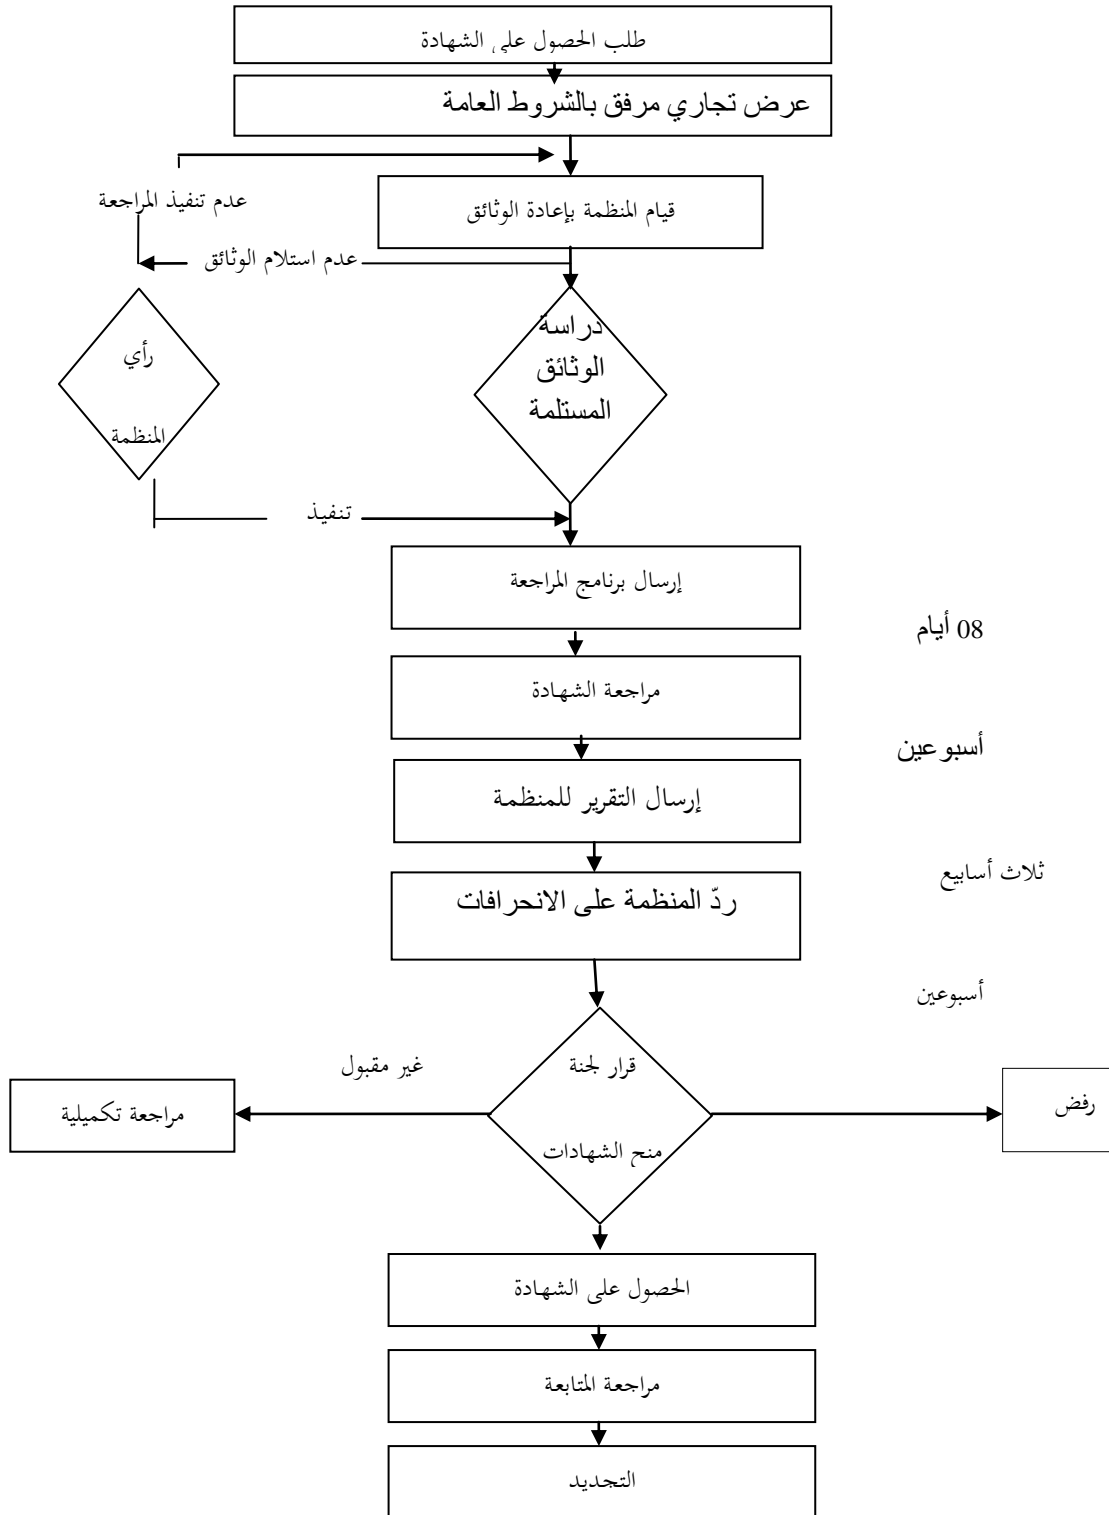 طلب الحصول على الشهادة
عرض تجاري مرفق بالشروط العامة
عدم تنفيذ المراجعة
قيام المنظمة بإعادة الوثائق
عدم استلام الوثائق
دراسة
الوثائق
المستلمة
رأي
المنظمة
تنفيذ
إرسال برنامج المراجعة
08 أيام
مراجعة الشهادة
أسبوعين
إرسال التقرير للمنظمة
ثلاث أسابيع
ردّ المنظمة على الانحرافات
أسبوعين
قرار لجنة
منح الشهادات
غير مقبول
مراجعة تكميلية
رفض
الحصول على الشهادة
مراجعة المتابعة
التجديد